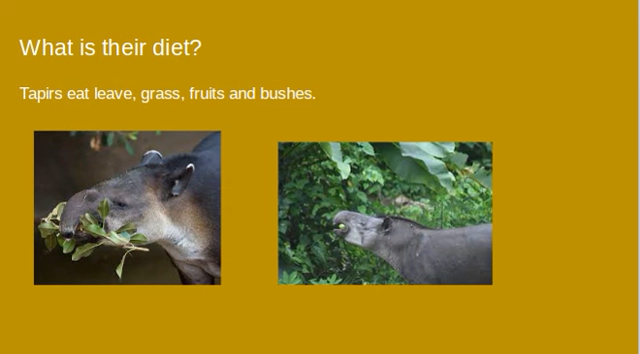 What is their diet?
Tapirs eat leave, grass, fruits and bushes.